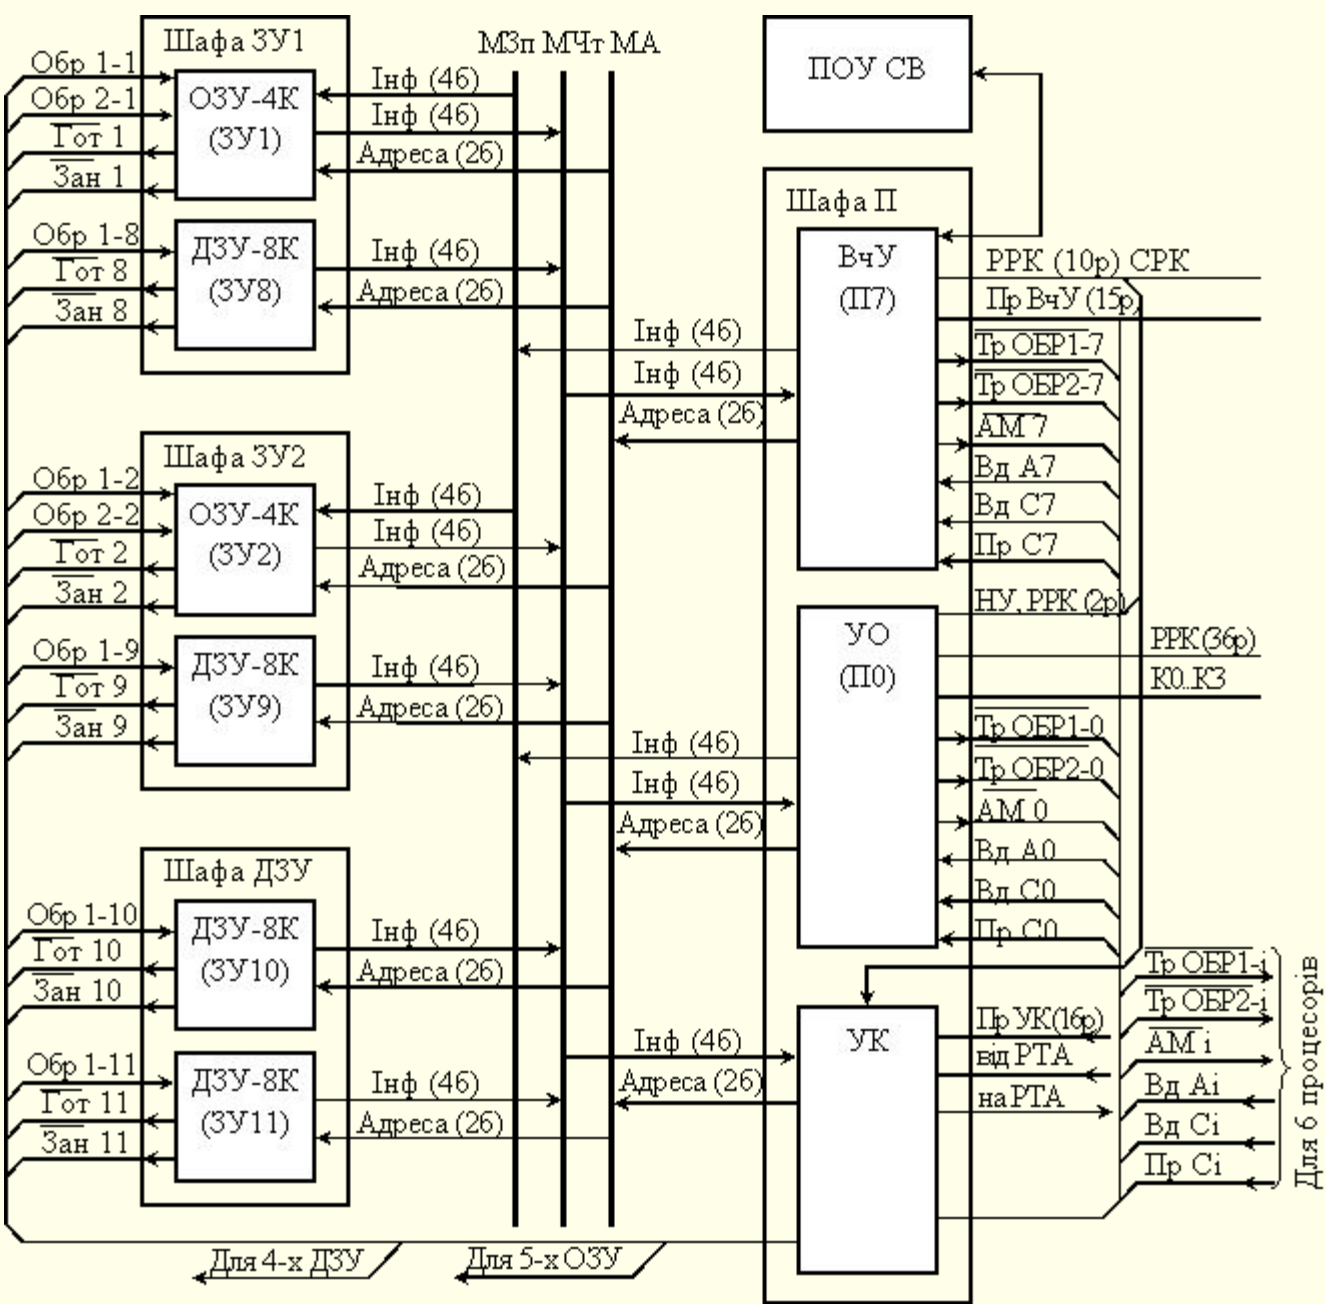 Шафа ЗУ1
Обр 1-1
Обр 2-1
Гот 1
Зан 1
ОЗУ-4К
(ЗУ1)
Інф (46)
Інф (46)
Адреса (26)
Обр 1-8
Гот 8
Зан 8
ДЗУ-8К
(ЗУ8)
Інф (46)
Адреса (26)
МЗп МЧт МА
ПОУ СВ
Шафа П
ВчУ
(П7)
Інф (46)
Інф (46)
Адреса (26)
РРК (10р) СРК
Пр ВчУ (15р)
Тр ОБР1-7
Тр ОБР2-7
АМ 7
Вд А7
Вд С7
Пр С7
Шафа ЗУ2
Обр 1-2
Обр 2-2
Гот 2
Зан 2
ОЗУ-4К
(ЗУ2)
Інф (46)
Інф (46)
Адреса (26)
Обр 1-9
Гот 9
Зан 9
ДЗУ-8К
(ЗУ9)
Інф (46)
Адреса (26)
УО
(П0)
Інф (46)
Інф (46)
Адреса (26)
НУ, РРК (2р)
РРК(36р)
К0..К3
Тр ОБР1-0
Тр ОБР2-0
АМ 0
Вд А0
Вд С0
Пр С0
Шафа ДЗУ
Обр 1-10
Гот 10
Зан 10
ДЗУ-8К
(ЗУ10)
Інф (46)
Адреса (26)
Обр 1-11
Гот 11
Зан 11
ДЗУ-8К
(ЗУ11)
Інф (46)
Адреса (26)
УК
Інф (46)
Адреса (26)
Пр УК(16р)
від РТА
на РТА
Тр ОБР1-і
Тр ОБР2-і
АМ і
Вд Аі
Вд Сі
Пр Сі
Для 6 процесорів
Для 4-х ДЗУ
Для 5-х ОЗУ